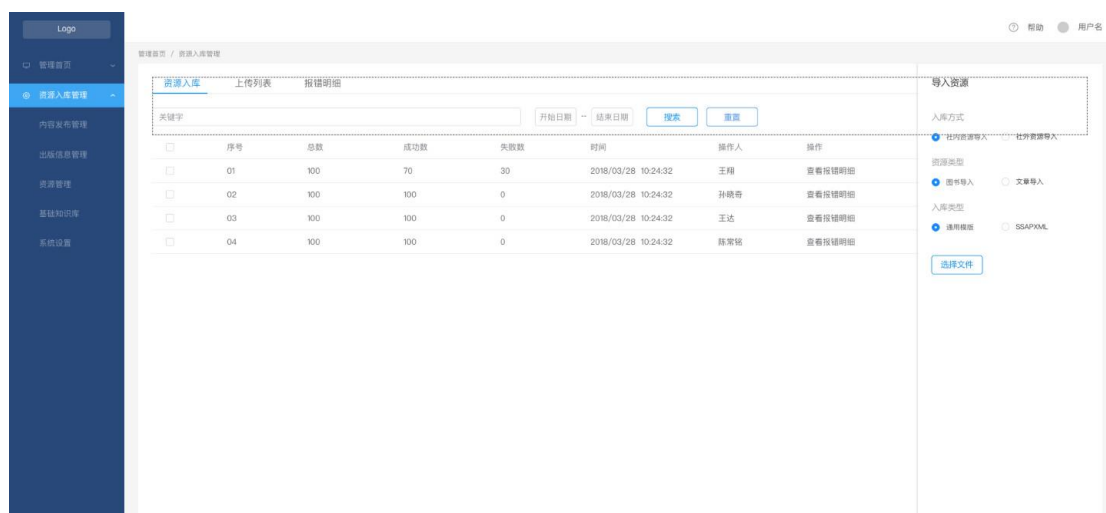 Logo
帮助 用户名
管理首页
资源入库管理
内容发布管理
出版信息管理
资源管理
基础知识库
系统设置
管理首页 / 资源入库管理
资源入库 上传列表 报错明细
关键字 开始日期 - 结束日期 搜索 重置
序号 总数 成功数 失败数 时间 操作人 操作
01 100 70 30 2018/03/28 10:24:32 王翔 查看报错明细
02 100 100 0 2018/03/28 10:24:32 孙晓奇 查看报错明细
03 100 100 0 2018/03/28 10:24:32 王达 查看报错明细
04 100 100 0 2018/03/28 10:24:32 陈常铭 查看报错明细
导入资源
入库方式
社内资源导入 社外资源导入
资源类型
图书导入 文章导入
入库类型
通用模版 SSAPXML
选择文件